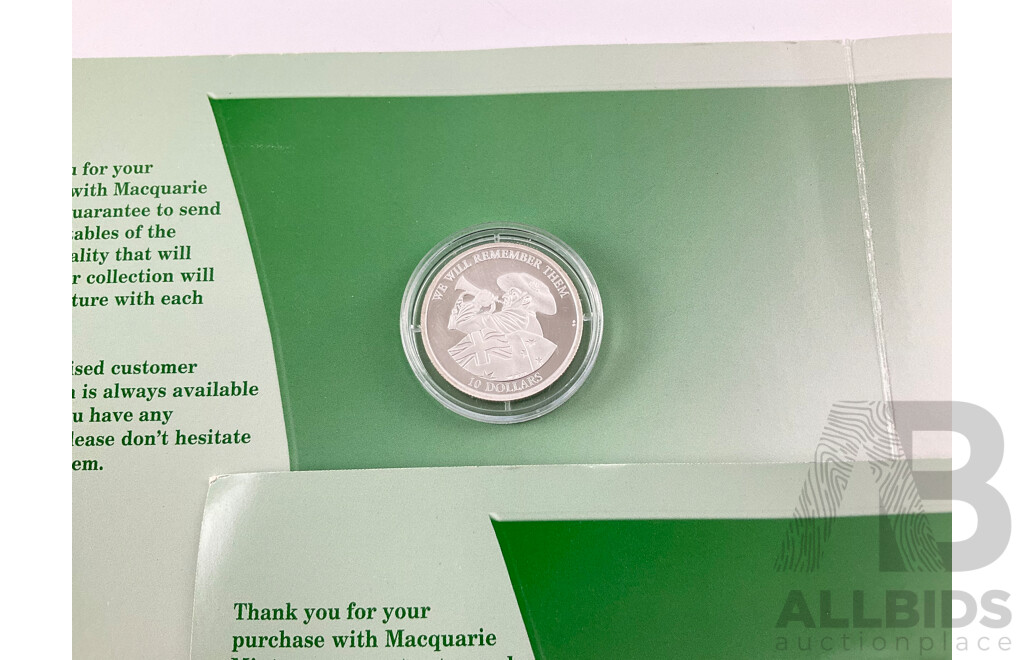 u for your
with Macquarie
uarantee to send
tables of the
ality that will
r collection will
ture with each
ised customer
is always available
u have any
lease don't hesitate
em.
WE WILL REMEMBER THEM
10 DOLLARS
Thank you for your
purchase with Macquarie
AB
ALLBIDS
auctionplace